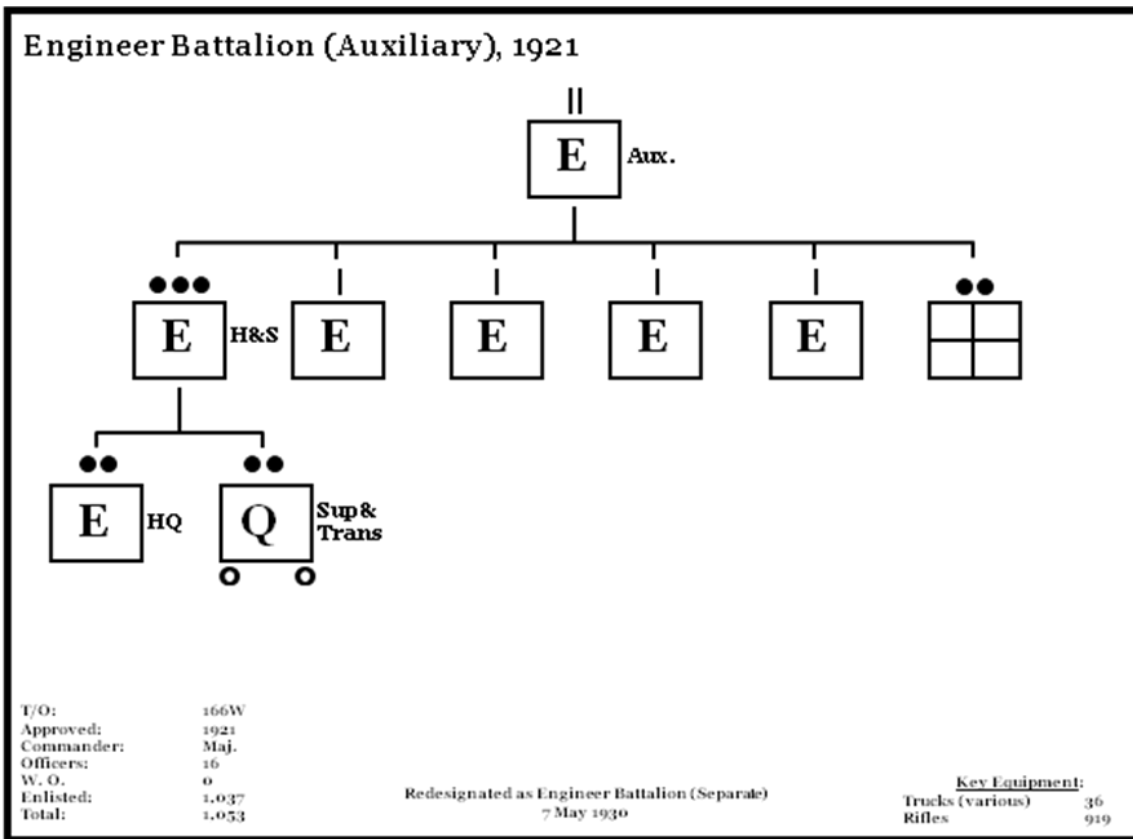 Engineer Battalion (Auxiliary), 1921
E Aux.
E H&S E E E E
E HQ Q Sup &
Trans
T/O: 166W
Approved: 1921
Commander: Maj.
Officers: 16
W. O. 0
Enlisted: 1,037
Total: 1,053
Redesignated as Engineer Battalion (Separate)
7 May 1930
Key Equipment:
Trucks (various) 36
Rifles 919